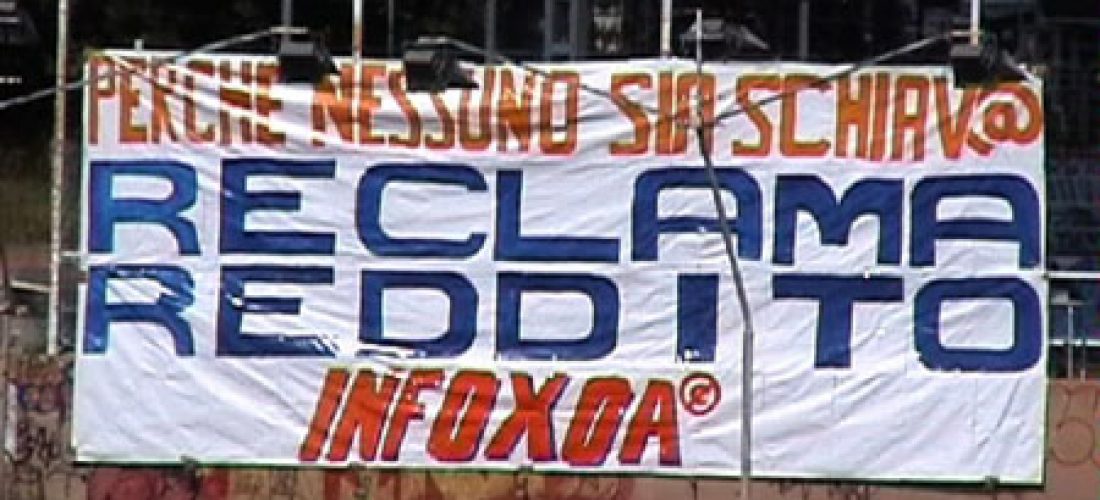 PERCHE NESSUNO SIA SCHIAV@
RECLAMA
REDDITO
INFOXOA©